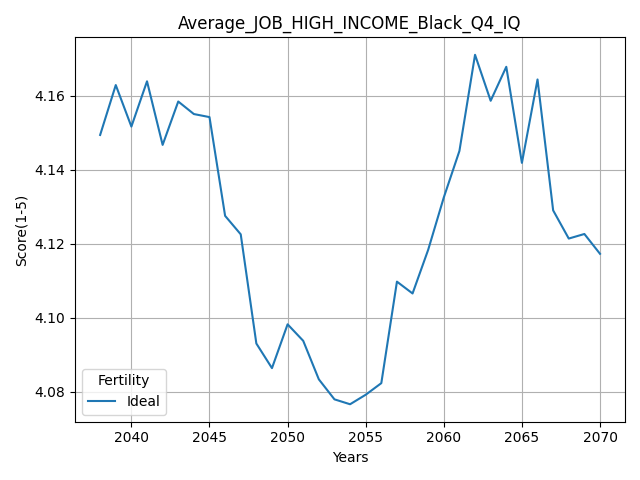 Average_JOB_HIGH_INCOME_Black_Q4_IQ
Score(1-5)
4.16
4.14
4.12
4.10
4.08
Fertility
Ideal
2040 2045 2050 2055 2060 2065 2070
Years